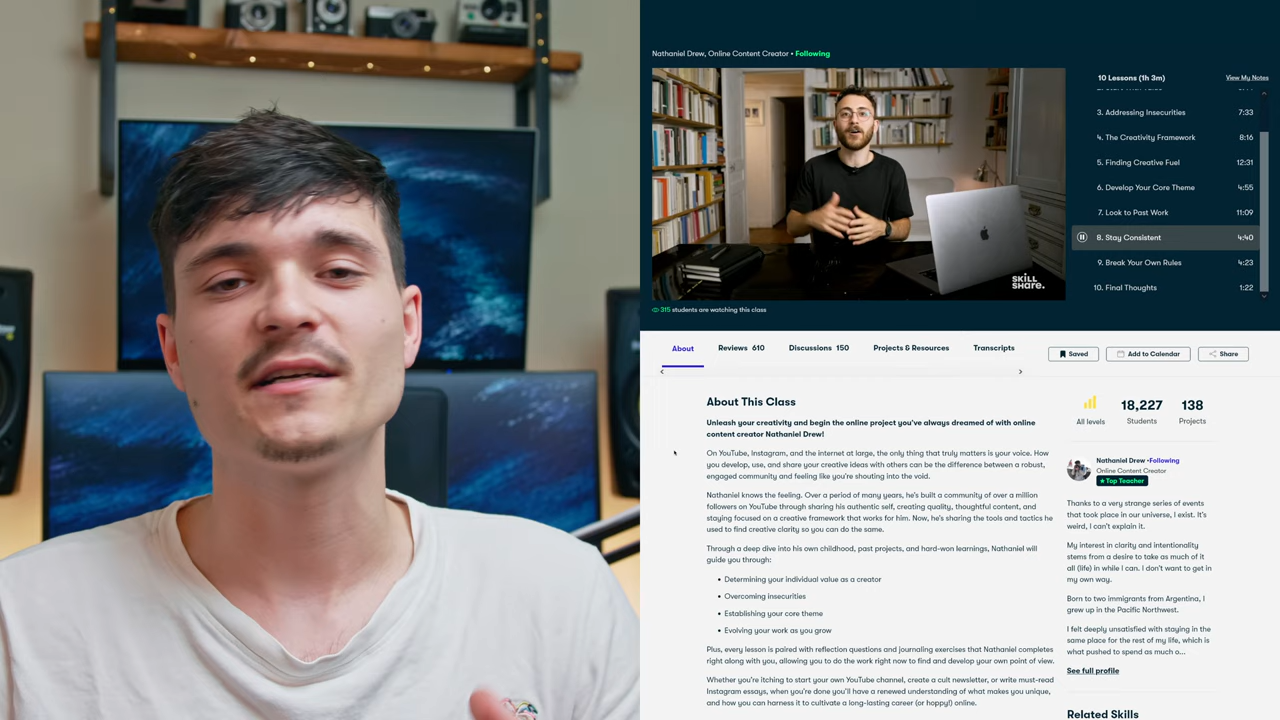 Nathaniel Drew, Online Content Creator • Following
10 Lessons (1h 3m)
View My Notes
3. Addressing Insecurities 7:33
4. The Creativity Framework 8:16
5. Finding Creative Fuel 12:31
6. Develop Your Core Theme 4:55
7. Look to Past Work 11:09
8. Stay Consistent 4:40
9. Break Your Own Rules 4:23
10. Final Thoughts 1:22
SKILL
SHARE.
315 students are watching this class
About
Reviews 610
Discussions 150
Projects & Resources
Transcripts
Saved
Add to Calendar
Share
About This Class
Unleash your creativity and begin the online project you've always dreamed of with online
content creator Nathaniel Drew!
On YouTube, Instagram, and the internet at large, the only thing that truly matters is your voice. How
you develop, use, and share your creative ideas with others can be the difference between a robust,
engaged community and feeling like you're shouting into the void.
Nathaniel knows the feeling. Over a period of many years, he's built a community of over a million
followers on YouTube through sharing his authentic self, creating quality, thoughtful content, and
staying focused on a creative framework that works for him. Now, he's sharing the tools and tactics he
used to find creative clarity so you can do the same.
Through a deep dive into his own childhood, past projects, and hard-won learnings, Nathaniel will
guide you through:
• Determining your individual value as a creator
• Overcoming insecurities
• Establishing your core theme
• Evolving your work as you grow
Plus, every lesson is paired with reflection questions and journaling exercises that Nathaniel completes
right along with you, allowing you to do the work right now to find and develop your own point of view.
Whether you're itching to start your own YouTube channel, create a cult newsletter, or write must-read
Instagram essays, when you're done you'll have a renewed understanding of what makes you unique,
and how you can harness it to cultivate a long-lasting career (or hoppy!) online.
All levels
18,227
Students
138
Projects
Nathaniel Drew •Following
Online Content Creator
★Top Teacher
Thanks to a very strange series of events
that took place in our universe, I exist. It's
weird, I can't explain it.
My interest in clarity and intentionality
stems from a desire to take as much of it
all (life) in while I can. I don't want to get in
my own way.
Born to two immigrants from Argentina, I
grew up in the Pacific Northwest.
I felt deeply unsatisfied with staying in the
same place for the rest of my life, which is
what pushed to spend as much o...
See full profile
Related Skills